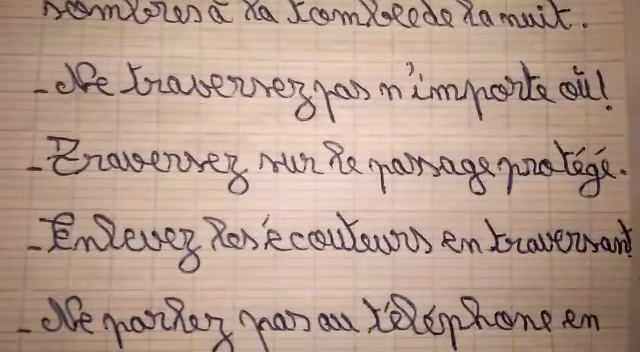 sombres à la tombée de la nuit.
- Ne traversez pas n'importe où!
- Traversez sur le passage protégé.
- Enlevez les écouteurs en traversant!
- Ne parlez pas au téléphone en